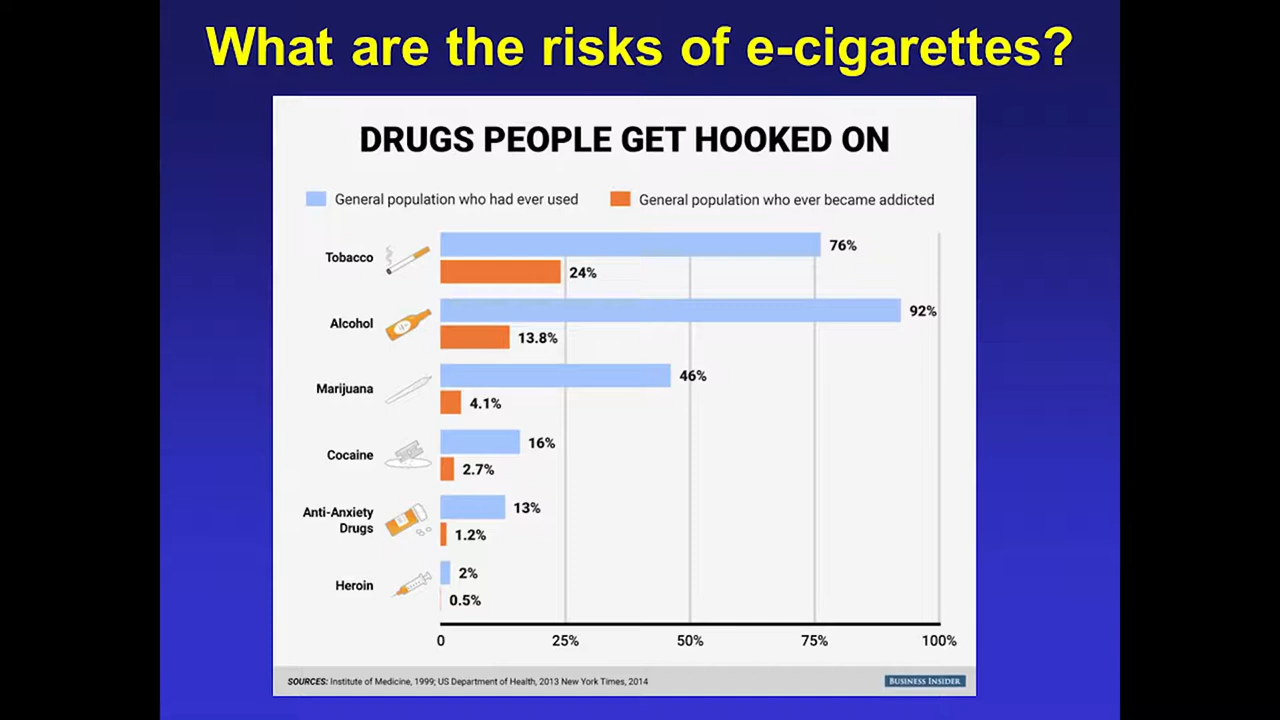 What are the risks of e-cigarettes?
DRUGS PEOPLE GET HOOKED ON
General population who had ever used
General population who ever became addicted
Tobacco
76%
24%
Alcohol
92%
13.8%
Marijuana
46%
4.1%
Cocaine
16%
2.7%
Anti-Anxiety
Drugs
13%
1.2%
Heroin
2%
0.5%
0 25% 50% 75% 100%
SOURCES: Institute of Medicine, 1999; US Department of Health, 2013 New York Times, 2014
BUSINESS INSIDER